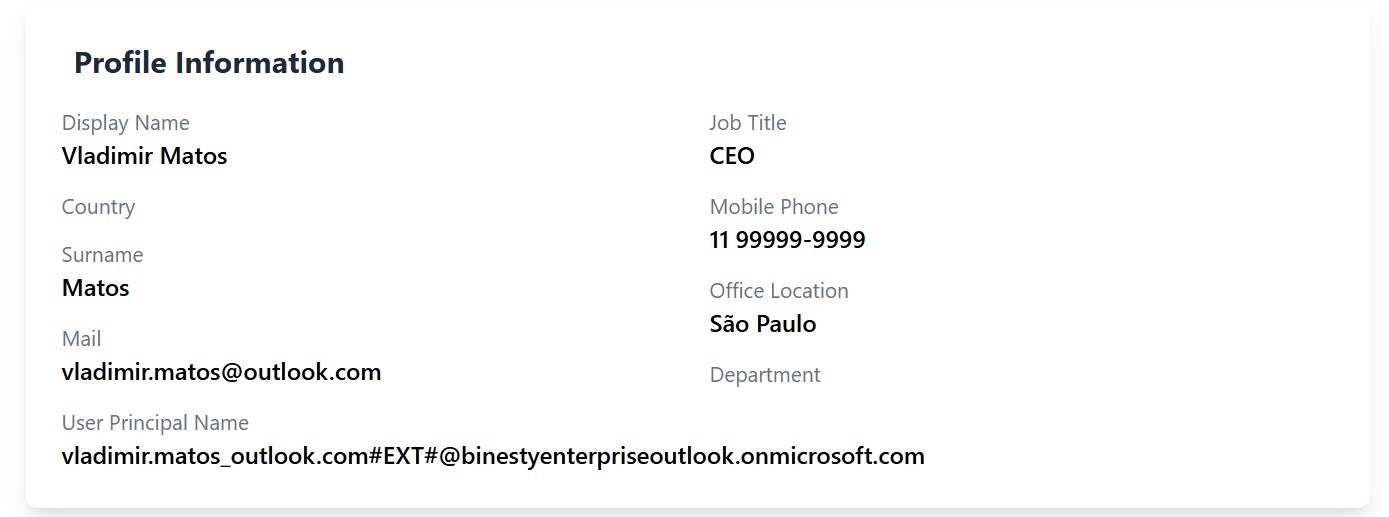 Profile Information
Display Name
Vladimir Matos
Country
Surname
Matos
Mail
vladimir.matos@outlook.com
User Principal Name
vladimir.matos_outlook.com#EXT#@binestyenterpriseoutlook.onmicrosoft.com
Job Title
CEO
Mobile Phone
11 99999-9999
Office Location
São Paulo
Department